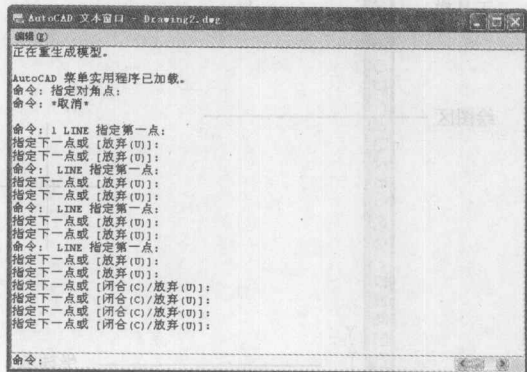 AutoCAD 文本窗口 - Drawing2.dwg
编辑(E)
正在重生成模型。
AutoCAD 菜单实用程序已加载。
命令: 指定对角点:
命令: *取消*
命令: l LINE 指定第一点:
指定下一点或 [放弃(U)]:
指定下一点或 [放弃(U)]:
命令:  LINE 指定第一点:
指定下一点或 [放弃(U)]:
指定下一点或 [放弃(U)]:
命令:  LINE 指定第一点:
指定下一点或 [放弃(U)]:
指定下一点或 [放弃(U)]:
命令: LINE 指定第一点:
指定下一点或 [放弃(U)]:
指定下一点或 [放弃(U)]:
指定下一点或 [闭合(C)/放弃(U)]:
指定下一点或 [闭合(C)/放弃(U)]:
指定下一点或 [闭合(C)/放弃(U)]:
指定下一点或 [闭合(C)/放弃(U)]:
命令: